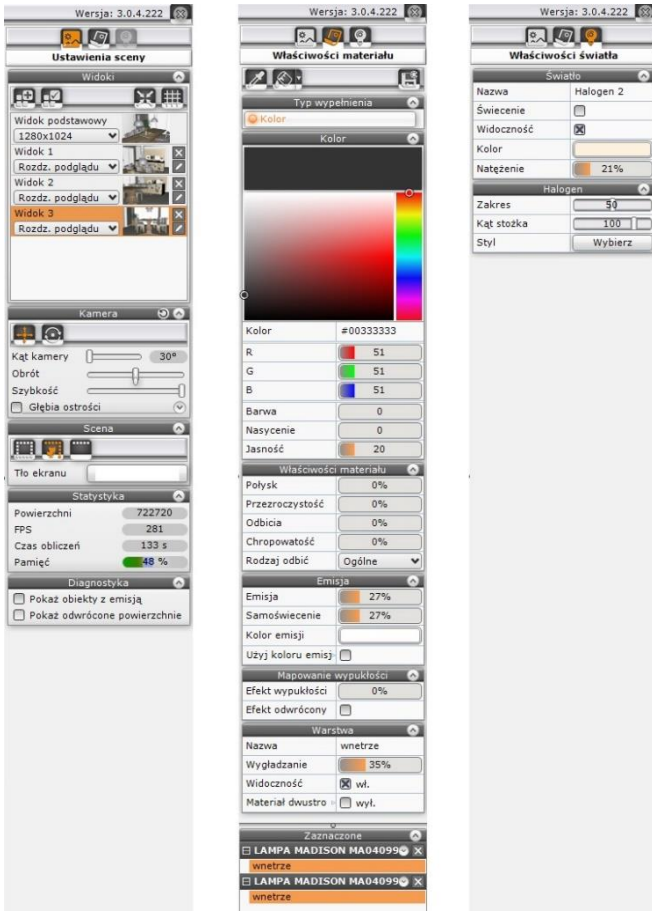 Wersja: 3.0.4.222
Ustawienia sceny
Widoki
Widok podstawowy
1280x1024
Widok 1
Rozdz. podglądu
Widok 2
Rozdz. podglądu
Widok 3
Rozdz. podglądu
Kamera
Kąt kamery 30°
Obrót
Szybkość
Głębia ostrości
Scena
Tło ekranu
Statystyka
Powierzchni 722720
FPS 281
Czas obliczeń 133 s
Pamięć 48 %
Diagnostyka
Pokaż obiekty z emisją
Pokaż odwrócone powierzchnie
Wersja: 3.0.4.222
Właściwości materiału
Typ wypełnienia
Kolor
Kolor
Kolor #00333333
R 51
G 51
B 51
Barwa 0
Nasycenie 0
Jasność 20
Właściwości materiału
Połysk 0%
Przezroczystość 0%
Odbicia 0%
Chropowatość 0%
Rodzaj odbić Ogólne
Emisja
Emisja 27%
Samoświecenie 27%
Kolor emisji
Użyj koloru emisj
Mapowanie wypukłości
Efekt wypukłości 0%
Efekt odwrócony
Warstwa
Nazwa wnetrze
Wygładzanie 35%
Widoczność wł.
Materiał dwustro wył.
Zaznaczone
LAMPA MADISON MA04099
wnetrze
LAMPA MADISON MA04099
wnetrze
Wersja: 3.0.4.222
Właściwości światła
Światło
Nazwa Halogen 2
Świecenie
Widoczność
Kolor
Natężenie 21%
Halogen
Zakres 50
Kąt stożka 100
Styl Wybierz